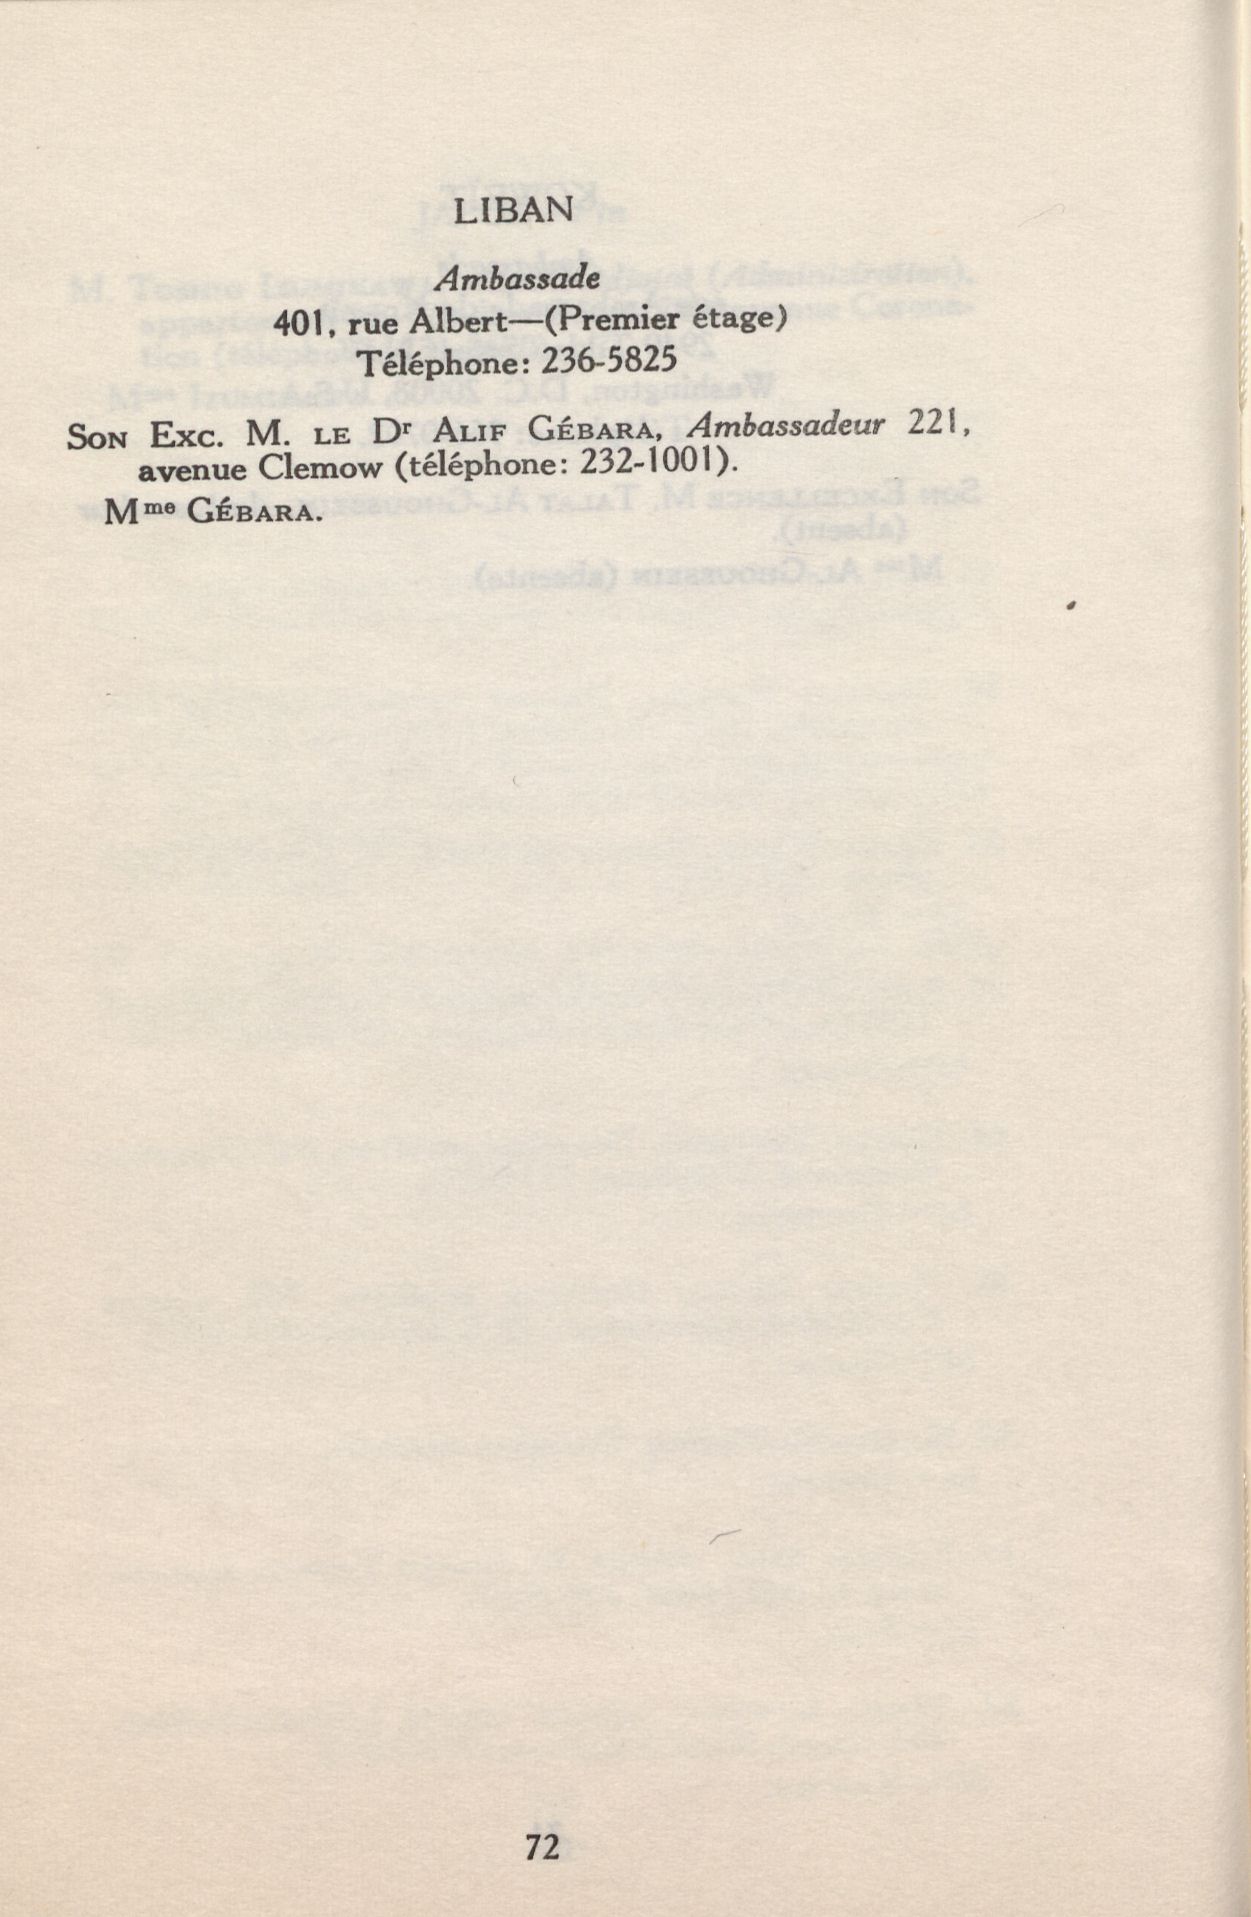 LIBAN
Ambassade
401, rue Albert—(Premier étage)
Téléphone: 236-5825
SON EXC. M. LE Dr ALIF GÉBARA, Ambassadeur 221,
avenue Clemow (téléphone: 232-1001).
Mme GÉBARA.
72